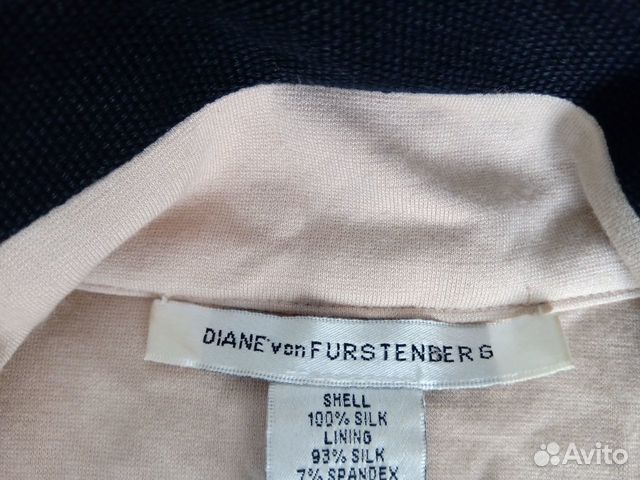 DIANE von FURSTENBERG
SHELL
100% SILK
LINING
93% SILK
7% SPANDEX
Avito